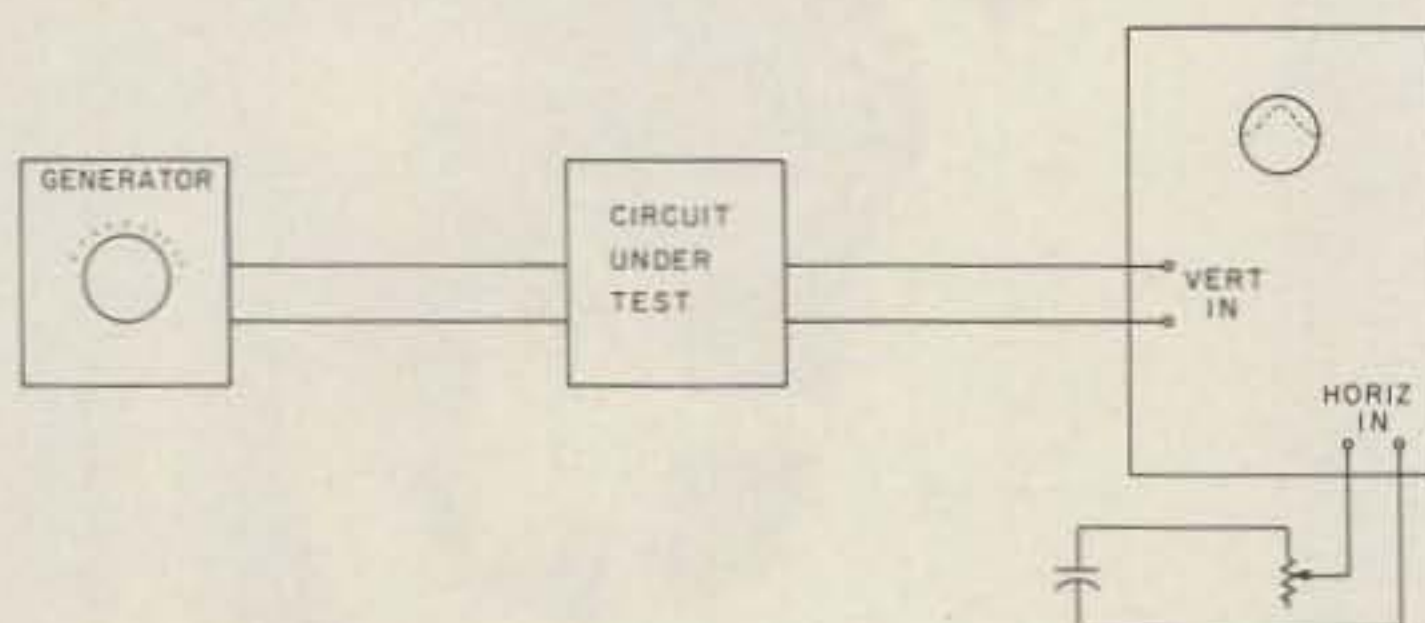 GENERATOR
CIRCUIT
UNDER
TEST
VERT
IN
HORIZ
IN